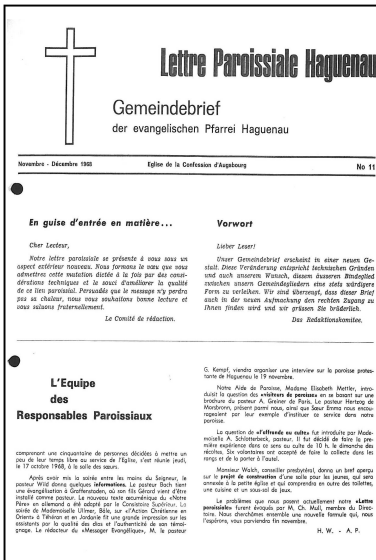 Lettre Paroissiale Haguenau
Gemeindebrief
der evangelischen Pfarrei Haguenau
Novembre - Décembre 1968
Eglise de la Confession d'Augsbourg
No 11
En guise d'entrée en matière...
Cher Lecteur,
Notre lettre paroissiale se présente à vous sous un
aspect extérieur nouveau. Nous formons le vœu que vous
admettrez cette mutation dictée à la fois par des consi-
dérations techniques et le souci d'améliorer la qualité
de ce lien paroissial. Persuadés que le message n'y perdra
pas sa chaleur, nous vous souhaitons bonne lecture et
vous saluons fraternellement.
Le Comité de rédaction.
Vorwort
Lieber Leser!
Unser Gemeindebrief erscheint in einer neuen Ge-
stalt. Diese Veränderung entspricht technischen Gründen
und auch unserem Wunsch, diesem äusseren Bindeglied
zwischen unsern Gemeindegliedern eine stets würdigere
Form zu verleihen. Wir sind überzeugt, dass dieser Brief
auch in der neuen Aufmachung den rechten Zugang zu
Ihnen finden wird und wir grüssen Sie brüderlich.
Das Redaktionskomitee.
L'Equipe
des
Responsables Paroissiaux
comprenant une cinquantaine de personnes décidées à mettre un
peu de leur temps libre au service de l'Eglise, s'est réunie jeudi,
le 17 octobre 1968, à la salle des sœurs.
Après avoir mis la soirée entre les mains du Seigneur, le
pasteur Wild donna quelques informations. Le pasteur Bach tient
une évangélisation à Graffenstaden, où son fils Gérard vient d'être
installé comme pasteur. Le nouveau texte œcuménique du «Notre
Père» en allemand a été adopté par le Consistoire Supérieur. La
soirée de Mademoiselle Ulmer, Bâle, sur «l'Action Chrétienne en
Orient» à Téhéran et en Jordanie fit une grande impression sur les
assistants par la qualité des dias et l'authenticité de son témoi-
gnage. Le rédacteur du «Messager Evangélique», M. le pasteur
G. Kempf, viendra organiser une interview sur la paroisse protes-
tante de Haguenau le 19 novembre.
Notre Aide de Paroisse, Madame Elisabeth Mettler, intro-
duisit la question des «visiteurs de paroisse» en se basant sur une
brochure du pasteur A. Greiner de Paris. Le pasteur Hertzog de
Monbronn, présent parmi nous, ainsi que Sœur Emma nous encou-
ragèrent par leur exemple d'instituer ce service dans notre
paroisse.
La question de «l'offrande au culte» fut introduite par Made-
moiselle A. Schlotterbeck, pasteur. Il fut décidé de faire la pre-
mière expérience dans ce sens au culte de 10 h. le dimanche des
récoltes. Six volontaires ont accepté de faire la collecte dans les
rangs et de la porter à l'autel.
Monsieur Walch, conseiller presbytéral, donna un bref aperçu
sur le projet de construction d'une salle pour les jeunes, qui sera
annexée à la petite église et qui comprendra en outre des toilettes,
une cuisine et un sous-sol de jeux.
Les problèmes que nous posent actuellement notre «Lettre
paroissiale» furent évoqués par M. Ch. Mull, membre du Direc-
toire. Nous cherchâmes ensemble une nouvelle formule qui, nous
l'espérons, vous parviendra fin novembre.
H. W. - A. P.